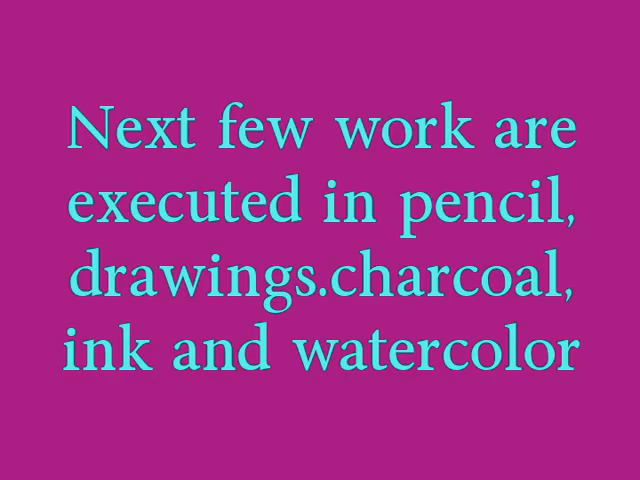 Next few work are
executed in pencil,
drawings.charcoal,
ink and watercolor